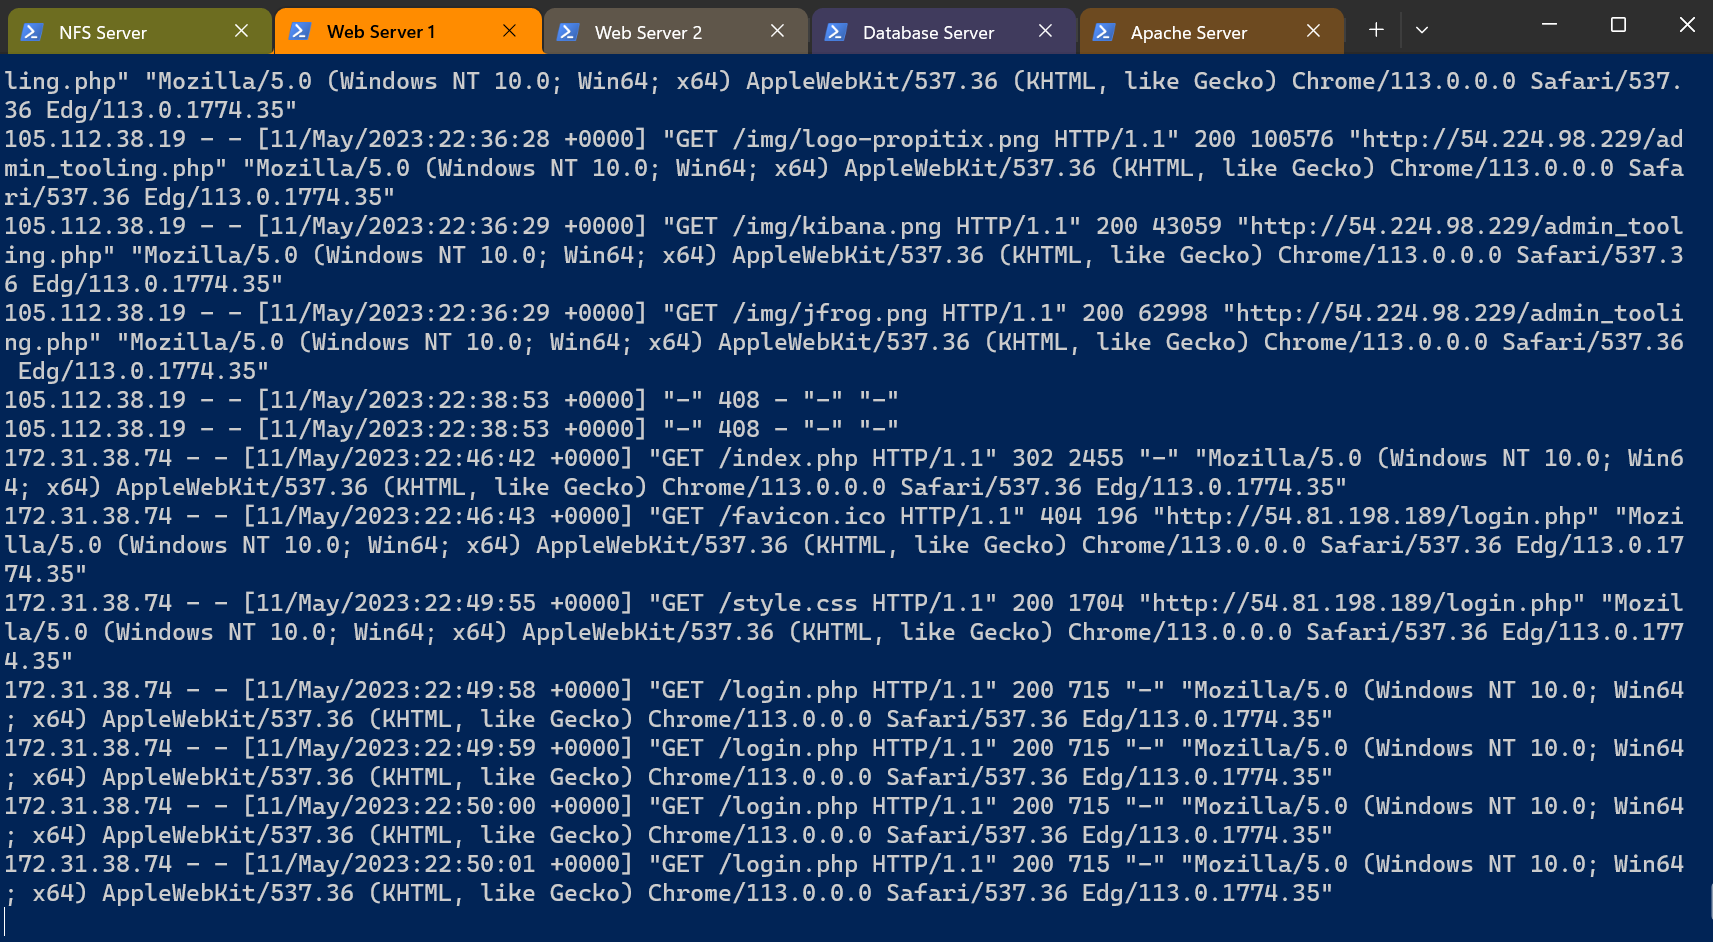 NFS Server
Web Server 1
Web Server 2
Database Server
Apache Server
ling.php" "Mozilla/5.0 (Windows NT 10.0; Win64; x64) AppleWebKit/537.36 (KHTML, like Gecko) Chrome/113.0.0.0 Safari/537.
36 Edg/113.0.1774.35"
105.112.38.19 - - [11/May/2023:22:36:28 +0000] "GET /img/logo-propitix.png HTTP/1.1" 200 100576 "http://54.224.98.229/ad
min_tooling.php" "Mozilla/5.0 (Windows NT 10.0; Win64; x64) AppleWebKit/537.36 (KHTML, like Gecko) Chrome/113.0.0.0 Safa
ri/537.36 Edg/113.0.1774.35"
105.112.38.19 - - [11/May/2023:22:36:29 +0000] "GET /img/kibana.png HTTP/1.1" 200 43059 "http://54.224.98.229/admin_tool
ing.php" "Mozilla/5.0 (Windows NT 10.0; Win64; x64) AppleWebKit/537.36 (KHTML, like Gecko) Chrome/113.0.0.0 Safari/537.3
6 Edg/113.0.1774.35"
105.112.38.19 - - [11/May/2023:22:36:29 +0000] "GET /img/jfrog.png HTTP/1.1" 200 62998 "http://54.224.98.229/admin_tooli
ng.php" "Mozilla/5.0 (Windows NT 10.0; Win64; x64) AppleWebKit/537.36 (KHTML, like Gecko) Chrome/113.0.0.0 Safari/537.36
 Edg/113.0.1774.35"
105.112.38.19 - - [11/May/2023:22:38:53 +0000] "-" 408 - "-" "-"
105.112.38.19 - - [11/May/2023:22:38:53 +0000] "-" 408 - "-" "-"
172.31.38.74 - - [11/May/2023:22:46:42 +0000] "GET /index.php HTTP/1.1" 302 2455 "-" "Mozilla/5.0 (Windows NT 10.0; Win6
4; x64) AppleWebKit/537.36 (KHTML, like Gecko) Chrome/113.0.0.0 Safari/537.36 Edg/113.0.1774.35"
172.31.38.74 - - [11/May/2023:22:46:43 +0000] "GET /favicon.ico HTTP/1.1" 404 196 "http://54.81.198.189/login.php" "Mozi
lla/5.0 (Windows NT 10.0; Win64; x64) AppleWebKit/537.36 (KHTML, like Gecko) Chrome/113.0.0.0 Safari/537.36 Edg/113.0.17
74.35"
172.31.38.74 - - [11/May/2023:22:49:55 +0000] "GET /style.css HTTP/1.1" 200 1704 "http://54.81.198.189/login.php" "Mozil
la/5.0 (Windows NT 10.0; Win64; x64) AppleWebKit/537.36 (KHTML, like Gecko) Chrome/113.0.0.0 Safari/537.36 Edg/113.0.177
4.35"
172.31.38.74 - - [11/May/2023:22:49:58 +0000] "GET /login.php HTTP/1.1" 200 715 "-" "Mozilla/5.0 (Windows NT 10.0; Win64
; x64) AppleWebKit/537.36 (KHTML, like Gecko) Chrome/113.0.0.0 Safari/537.36 Edg/113.0.1774.35"
172.31.38.74 - - [11/May/2023:22:49:59 +0000] "GET /login.php HTTP/1.1" 200 715 "-" "Mozilla/5.0 (Windows NT 10.0; Win64
; x64) AppleWebKit/537.36 (KHTML, like Gecko) Chrome/113.0.0.0 Safari/537.36 Edg/113.0.1774.35"
172.31.38.74 - - [11/May/2023:22:50:00 +0000] "GET /login.php HTTP/1.1" 200 715 "-" "Mozilla/5.0 (Windows NT 10.0; Win64
; x64) AppleWebKit/537.36 (KHTML, like Gecko) Chrome/113.0.0.0 Safari/537.36 Edg/113.0.1774.35"
172.31.38.74 - - [11/May/2023:22:50:01 +0000] "GET /login.php HTTP/1.1" 200 715 "-" "Mozilla/5.0 (Windows NT 10.0; Win64
; x64) AppleWebKit/537.36 (KHTML, like Gecko) Chrome/113.0.0.0 Safari/537.36 Edg/113.0.1774.35"